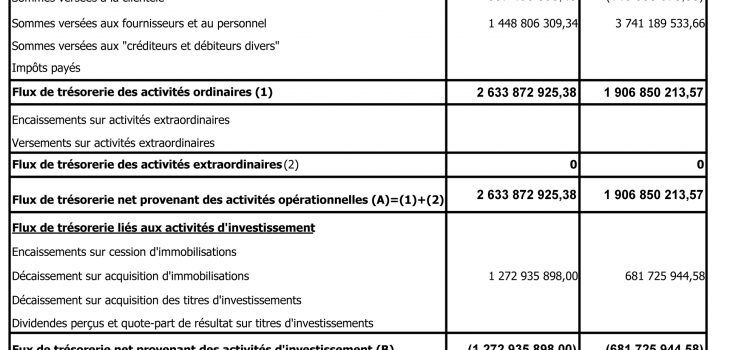 Sommes versées aux fournisseurs et au personnel 1 448 806 309,34 3 741 189 533,66
Sommes versées aux "créditeurs et débiteurs divers"
Impôts payés
Flux de trésorerie des activités ordinaires (1) 2 633 872 925,38 1 906 850 213,57
Encaissements sur activités extraordinaires
Versements sur activités extraordinaires
Flux de trésorerie des activités extraordinaires (2) 0 0
Flux de trésorerie net provenant des activités opérationnelles (A)=(1)+(2) 2 633 872 925,38 1 906 850 213,57
Flux de trésorerie liés aux activités d'investissement
Encaissements sur cession d'immobilisations
Décaissement sur acquisition d'immobilisations 1 272 935 898,00 681 725 944,58
Décaissement sur acquisition des titres d'investissements
Dividendes perçus et quote-part de résultat sur titres d'investissements
Fux de trésorerie net provenant des activités d'investissement (B) (1 272 935 898,00) (681 725 944,58)